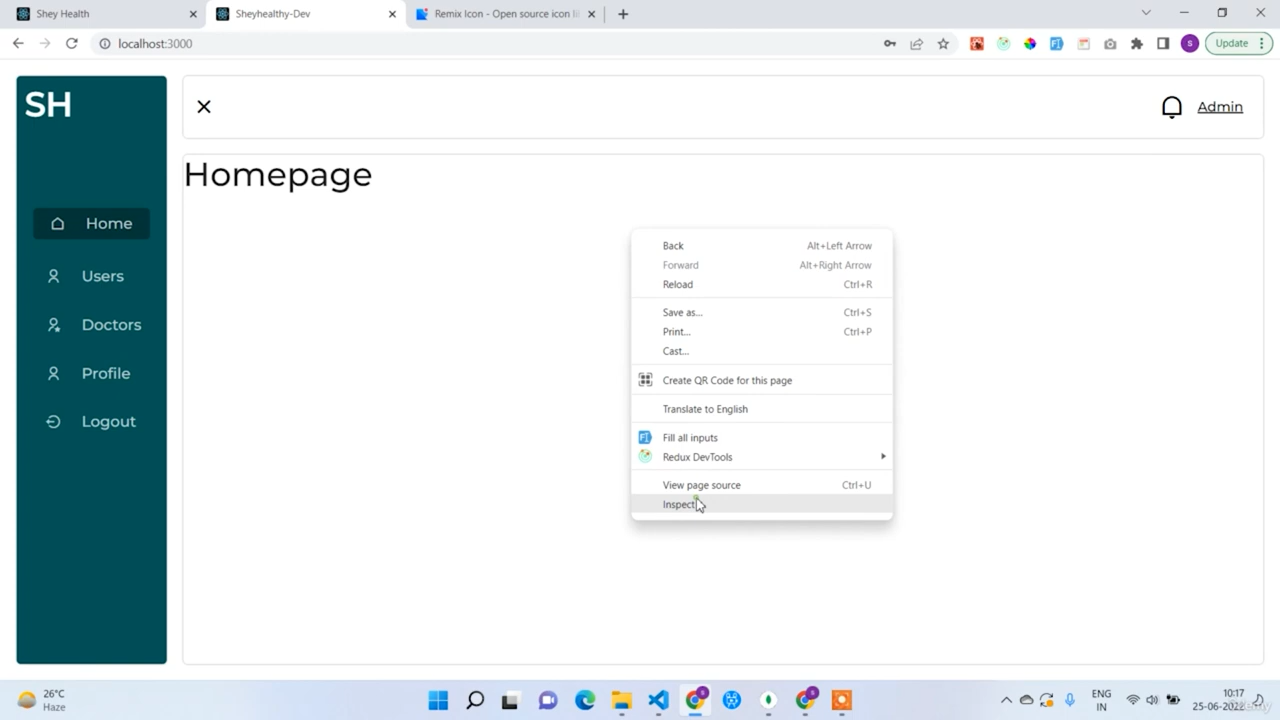 Shey Health
Sheyhealthy-Dev
Remix Icon - Open source icon li
localhost:3000
S
Update
SH
Admin
Homepage
Home
Users
Doctors
Profile
Logout
Back Alt+Left Arrow
Forward Alt+Right Arrow
Reload Ctrl+R
Save as... Ctrl+S
Print... Ctrl+P
Cast...
Create QR Code for this page
Translate to English
Fill all inputs
Redux DevTools
View page source Ctrl+U
Inspect
26°C
Haze
ENG
IN
10:17
25-06-2022